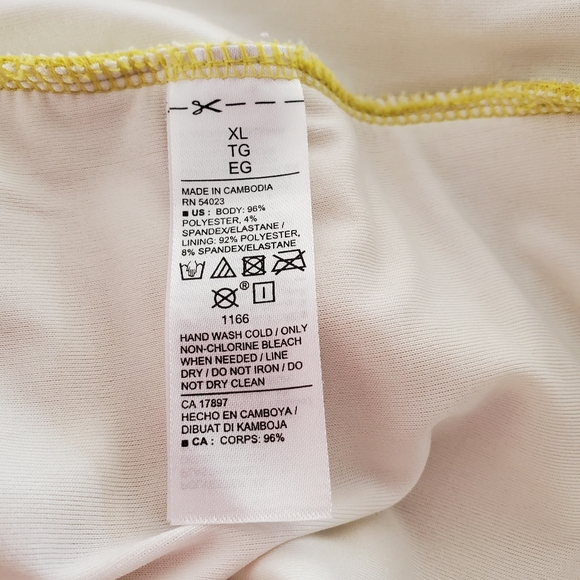 XL
TG
EG
MADE IN CAMBODIA
RN 54023
■ US : BODY: 96%
POLYESTER, 4%
SPANDEX/ELASTANE /
LINING: 92% POLYESTER,
8% SPANDEX/ELASTANE
®
1166
HAND WASH COLD / ONLY
NON-CHLORINE BLEACH
WHEN NEEDED / LINE
DRY / DO NOT IRON / DO
NOT DRY CLEAN
CA 17897
HECHO EN CAMBOYA /
DIBUAT DI KAMBOJA
■ CA : CORPS: 96%